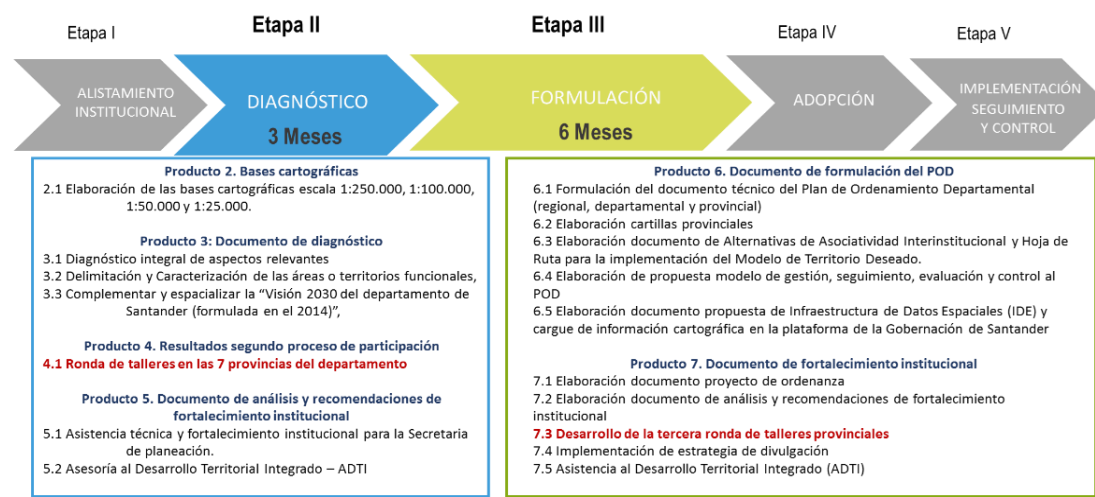 Etapa I
Etapa II
Etapa III
Etapa IV
Etapa V
ALISTAMIENTO
INSTITUCIONAL
DIAGNÓSTICO
3 Meses
FORMULACIÓN
6 Meses
ADOPCIÓN
IMPLEMENTACIÓN
SEGUIMIENTO
Y CONTROL
Producto 2. Bases cartográficas
2.1 Elaboración de las bases cartográficas escala 1:250.000, 1:100.000,
1:50.000 y 1:25.000.
Producto 3: Documento de diagnóstico
3.1 Diagnóstico integral de aspectos relevantes
3.2 Delimitación y Caracterización de las áreas o territorios funcionales,
3.3 Complementar y espacializar la “Visión 2030 del departamento de
Santander (formulada en el 2014)”,
Producto 4. Resultados segundo proceso de participación
4.1 Ronda de talleres en las 7 provincias del departamento
Producto 5. Documento de análisis y recomendaciones de
fortalecimiento institucional
5.1 Asistencia técnica y fortalecimiento institucional para la Secretaria
de planeación.
5.2 Asesoría al Desarrollo Territorial Integrado – ADTI
Producto 6. Documento de formulación del POD
6.1 Formulación del documento técnico del Plan de Ordenamiento Departamental
(regional, departamental y provincial)
6.2 Elaboración cartillas provinciales
6.3 Elaboración documento de Alternativas de Asociatividad Interinstitucional y Hoja de
Ruta para la implementación del Modelo de Territorio Deseado.
6.4 Elaboración de propuesta modelo de gestión, seguimiento, evaluación y control al
POD
6.5 Elaboración documento propuesta de Infraestructura de Datos Espaciales (IDE) y
cargue de información cartográfica en la plataforma de la Gobernación de Santander
Producto 7. Documento de fortalecimiento institucional
7.1 Elaboración documento proyecto de ordenanza
7.2 Elaboración documento de análisis y recomendaciones de fortalecimiento
institucional
7.3 Desarrollo de la tercera ronda de talleres provinciales
7.4 Implementación de estrategia de divulgación
7.5 Asistencia al Desarrollo Territorial Integrado (ADTI)